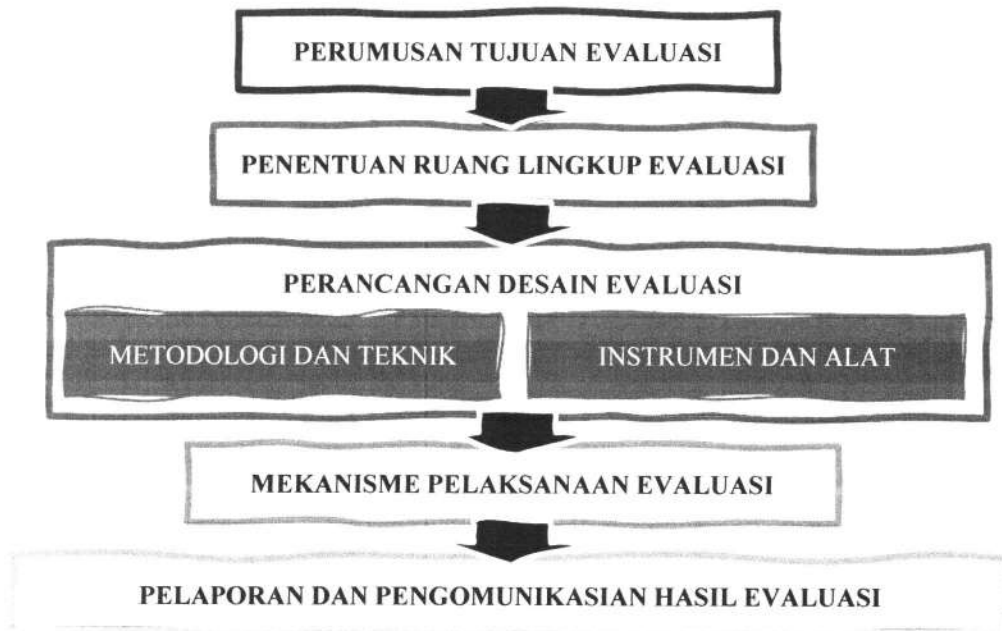 PERUMUSAN TUJUAN EVALUASI
PENENTUAN RUANG LINGKUP EVALUASI
PERANCANGAN DESAIN EVALUASI
METODOLOGI DAN TEKNIK
INSTRUMEN DAN ALAT
MEKANISME PELAKSANAAN EVALUASI
PELAPORAN DAN PENGOMUNIKASIAN HASIL EVALUASI